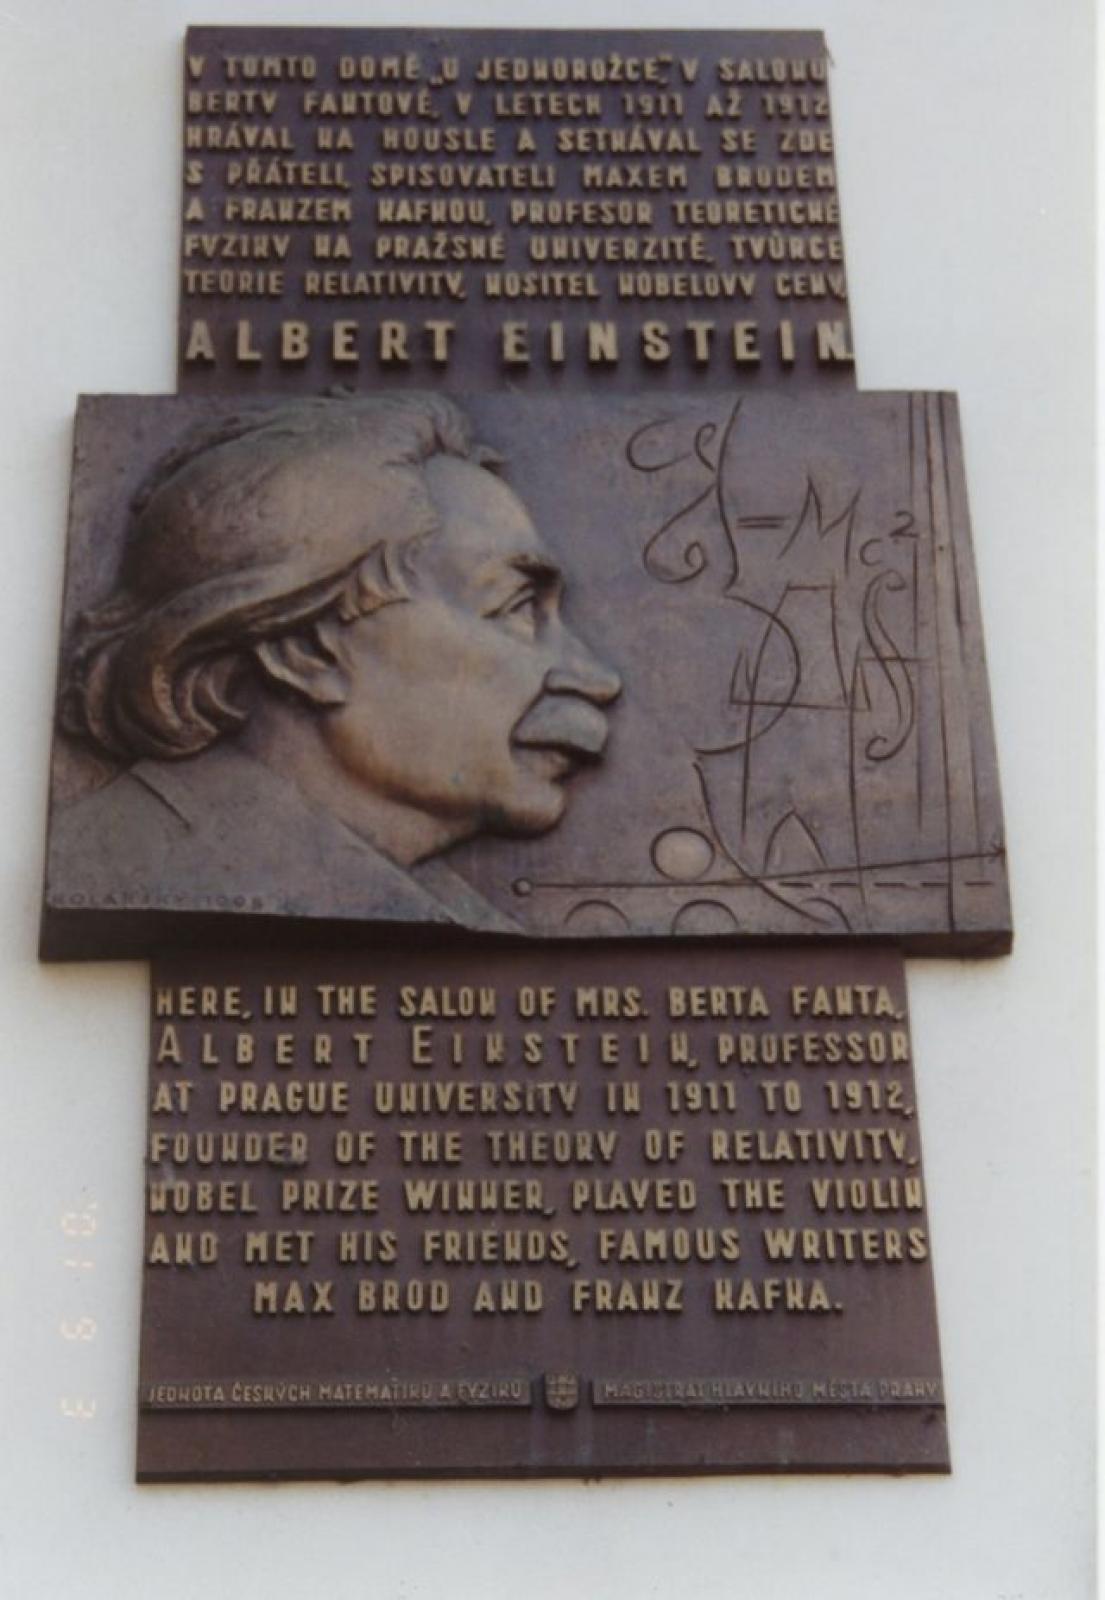 V TOMTO DOMĚ „U JEDNOROŽCE", V SALONU
BERTY FANTOVÉ, V LETECH 1911 AŽ 1912
HRÁVAL NA HOUSLE A SETKÁVAL SE ZDE
S PŘÁTELI, SPISOVATELI MAXEM BRODEM
A FRANZEM KAFKOU, PROFESOR TEORETICKÉ
FYZIKY NA PRAŽSKÉ UNIVERZITĚ, TVŮRCE
TEORIE RELATIVITY, NOSITEL NOBELOVY CENY
ALBERT EINSTEIN.
= Mc²
HERE, IN THE SALON OF MRS. BERTA FANTA,
ALBERT EINSTEIN, PROFESSOR
AT PRAGUE UNIVERSITY IN 1911 TO 1912,
FOUNDER OF THE THEORY OF RELATIVITY,
NOBEL PRIZE WINNER, PLAYED THE VIOLIN
AND MET HIS FRIENDS, FAMOUS WRITERS
MAX BROD AND FRANZ KAFKA.
JEDNOTA ČESKÝCH MATEMATIKŮ A FYZIKŮ MAGISTRÁT HLAVNÍHO MĚSTA PRAHY